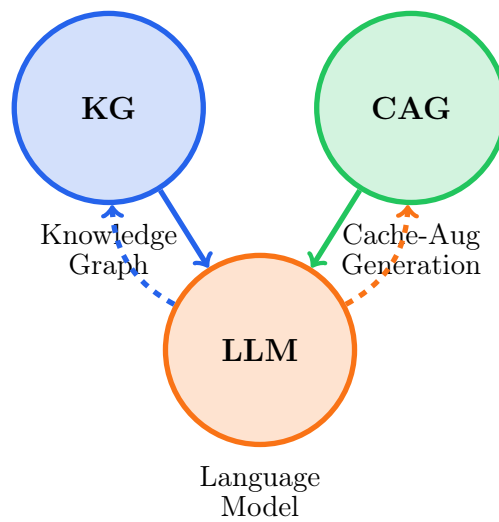 KG
CAG
Knowledge
Graph
Cache-Aug
Generation
LLM
Language
Model